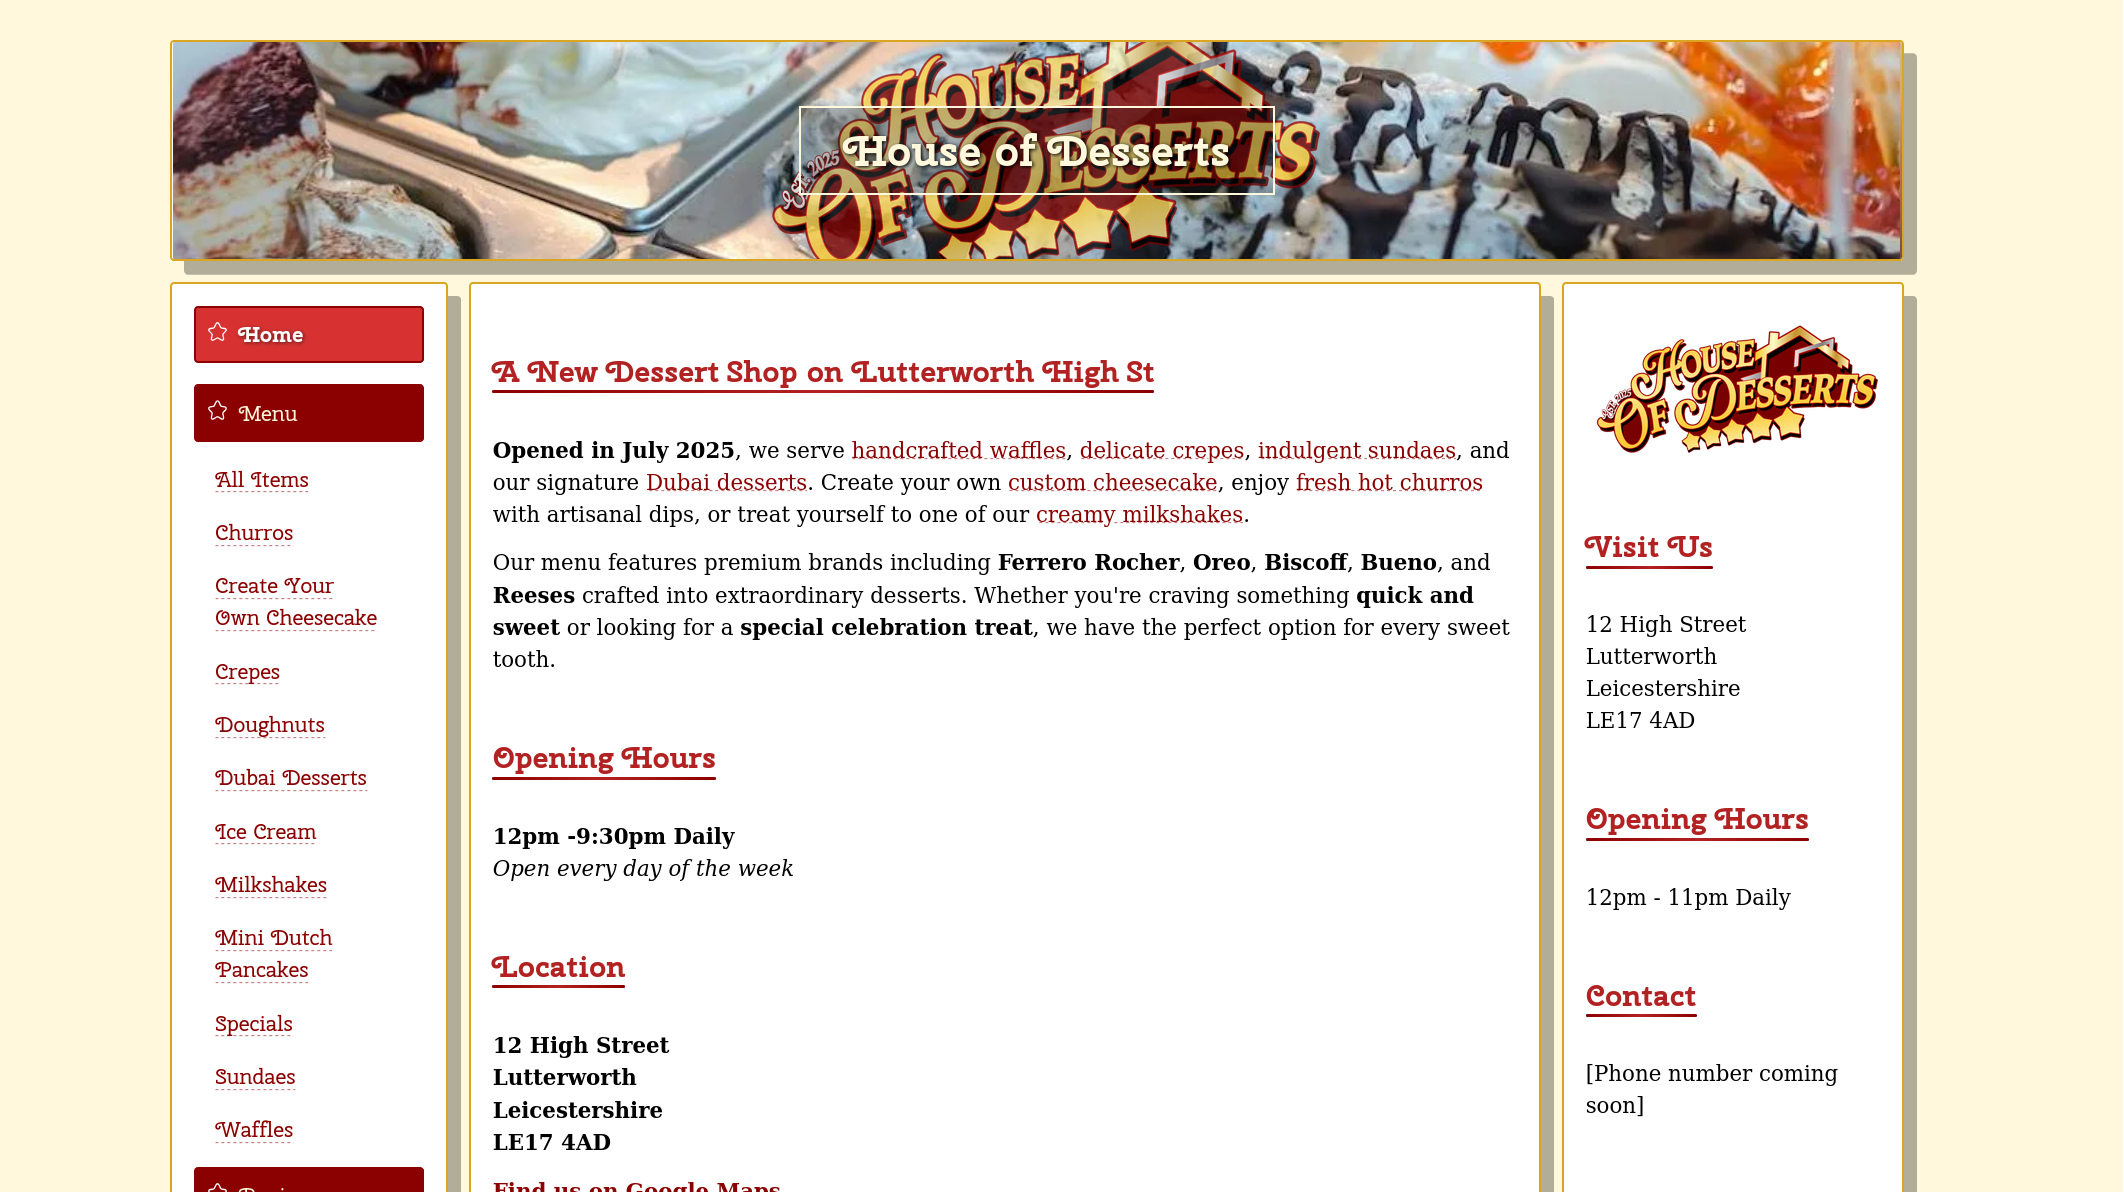 HOUSE
OF DESSERTS
EST. 2025
House of Desserts
Home
Menu
All Items
Churros
Create Your
Own Cheesecake
Crepes
Doughnuts
Dubai Desserts
Ice Cream
Milkshakes
Mini Dutch
Pancakes
Specials
Sundaes
Waffles
A New Dessert Shop on Lutterworth High St
Opened in July 2025, we serve handcrafted waffles, delicate crepes, indulgent sundaes, and
our signature Dubai desserts. Create your own custom cheesecake, enjoy fresh hot churros
with artisanal dips, or treat yourself to one of our creamy milkshakes.
Our menu features premium brands including Ferrero Rocher, Oreo, Biscoff, Bueno, and
Reeses crafted into extraordinary desserts. Whether you're craving something quick and
sweet or looking for a special celebration treat, we have the perfect option for every sweet
tooth.
Opening Hours
12pm -9:30pm Daily
Open every day of the week
Location
12 High Street
Lutterworth
Leicestershire
LE17 4AD
Find us on Google Maps
HOUSE
OF DESSERTS
EST. 2025
Visit Us
12 High Street
Lutterworth
Leicestershire
LE17 4AD
Opening Hours
12pm - 11pm Daily
Contact
[Phone number coming
soon]